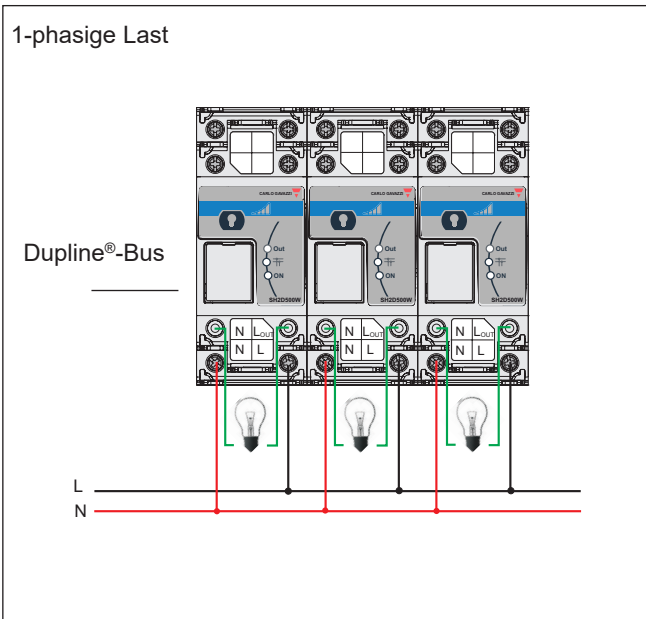 1-phasige Last
CARLO GAVAZZI CARLO GAVAZZI CARLO GAVAZZI
Dupline®-Bus
Out Out Out
ON ON ON
SH2D500W SH2D500W SH2D500W
N LOUT N LOUT N LOUT
N L N L N L
L
N